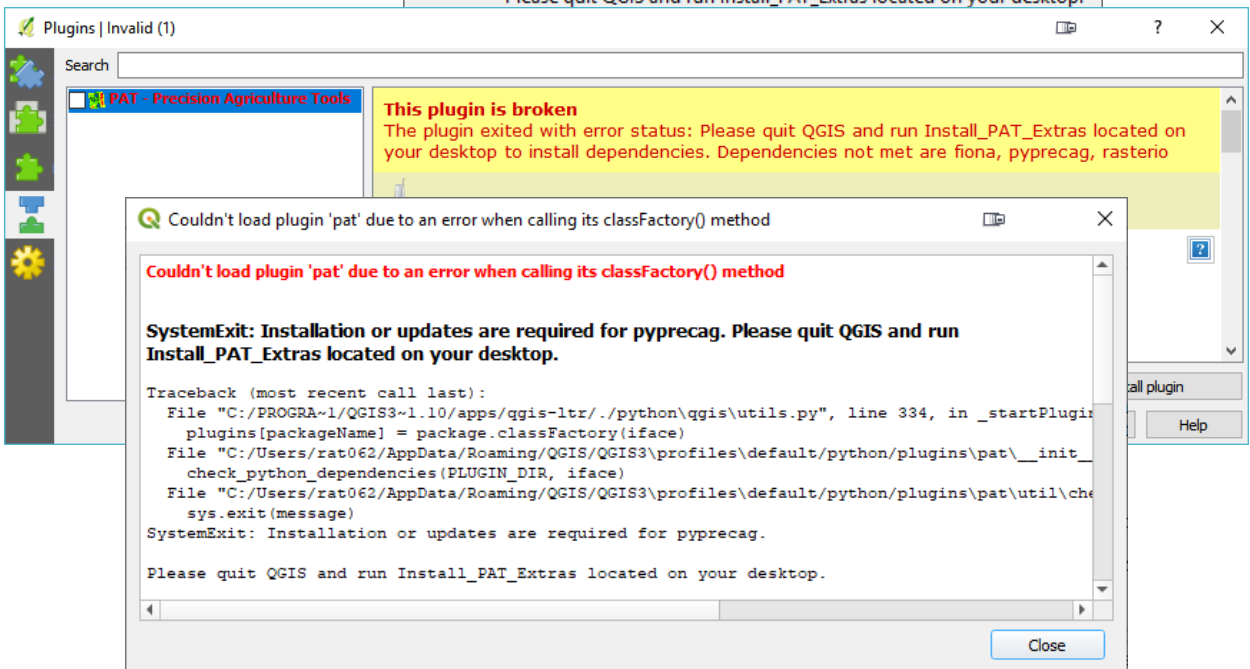 Please quit QGIS and run Install_PAT_Extras located on your desktop.
Plugins | Invalid (1)
?
Search
PAT - Precision Agriculture Tools
This plugin is broken
The plugin exited with error status: Please quit QGIS and run Install_PAT_Extras located on
your desktop to install dependencies. Dependencies not met are fiona, pyprecag, rasterio
Couldn't load plugin 'pat' due to an error when calling its classFactory() method
?
Couldn't load plugin 'pat' due to an error when calling its classFactory() method
SystemExit: Installation or updates are required for pyprecag. Please quit QGIS and run
Install_PAT_Extras located on your desktop.
Traceback (most recent call last):
File "C:/PROGRA~1/QGIS3~1.10/apps/qgis-ltr/./python\qgis\utils.py", line 334, in _startPlugin
plugins[packageName] = package.classFactory(iface)
File "C:/Users/rat062/AppData/Roaming/QGIS/QGIS3\profiles\default/python/plugins\pat\__init__
check_python_dependencies(PLUGIN_DIR, iface)
File "C:/Users/rat062/AppData/Roaming/QGIS/QGIS3\profiles\default/python/plugins\pat\util\che
sys.exit(message)
SystemExit: Installation or updates are required for pyprecag.
Please quit QGIS and run Install_PAT_Extras located on your desktop.
all plugin
Help
Close